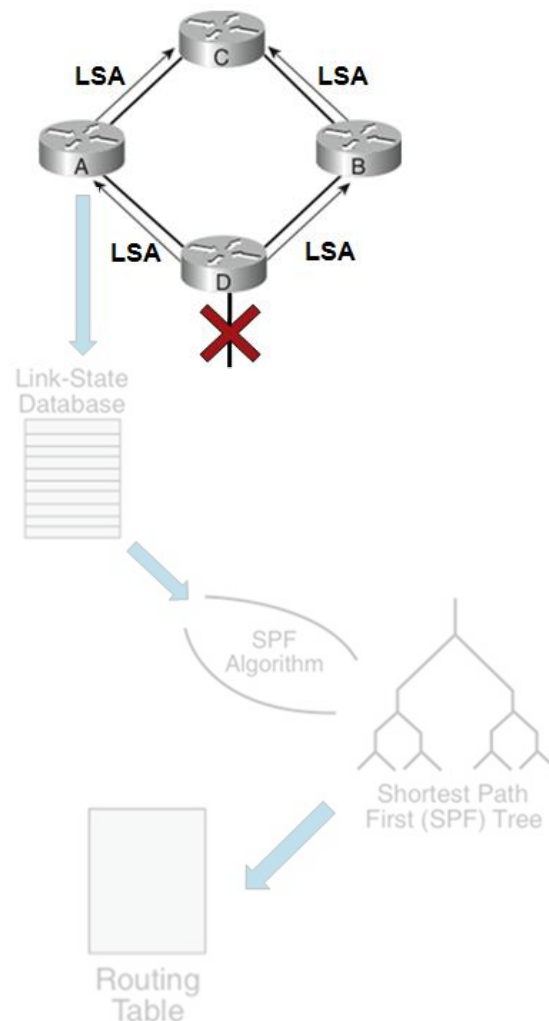 C
LSA
LSA
A
B
LSA
LSA
D
Link-State
Database
SPF
Algorithm
Shortest Path
First (SPF) Tree
Routing
Table